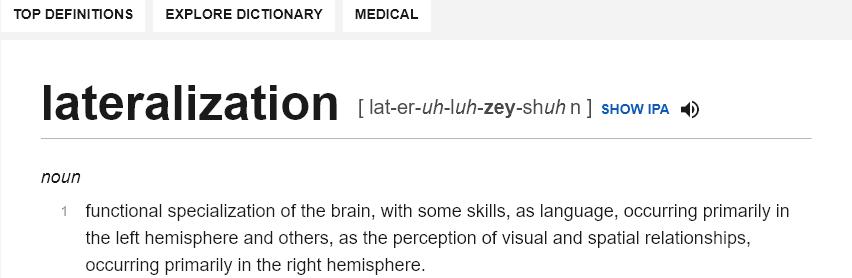 TOP DEFINITIONS EXPLORE DICTIONARY MEDICAL
lateralization [ lat-er-uh-luh-zey-shuh n ] SHOW IPA
noun
1 functional specialization of the brain, with some skills, as language, occurring primarily in
the left hemisphere and others, as the perception of visual and spatial relationships,
occurring primarily in the right hemisphere.